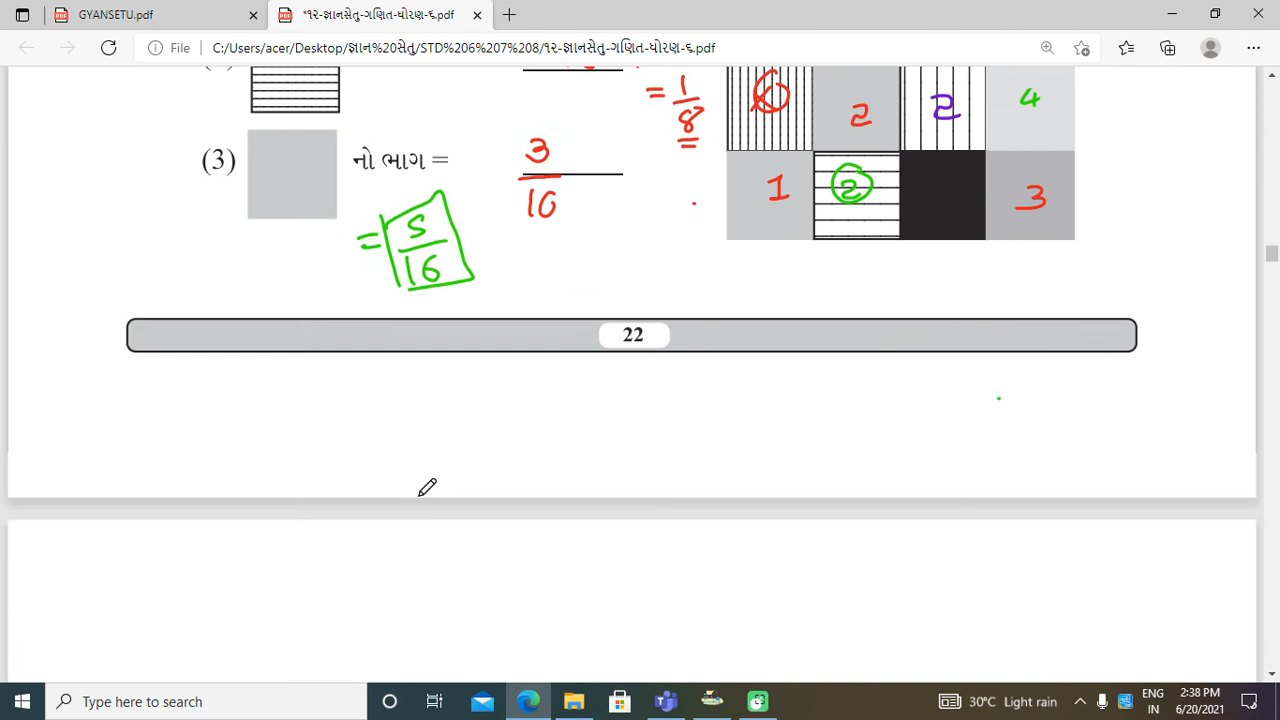 GYANSETU.pdf
*૧૨-જ્ઞાનસેતુ-ગણિત-ધોરણ-૬.pdf
File C:/Users/acer/Desktop/જ્ઞાન%20સેતુ/STD%206%207%208/૧૨-જ્ઞાનસેતુ-ગણિત-ધોરણ-૬.pdf
= 1/8
2 2 4
(3) નો ભાગ = 3/10
1 2 3
= 5/16
22
Type here to search
30°C Light rain
ENG
IN
2:38 PM
6/20/2021